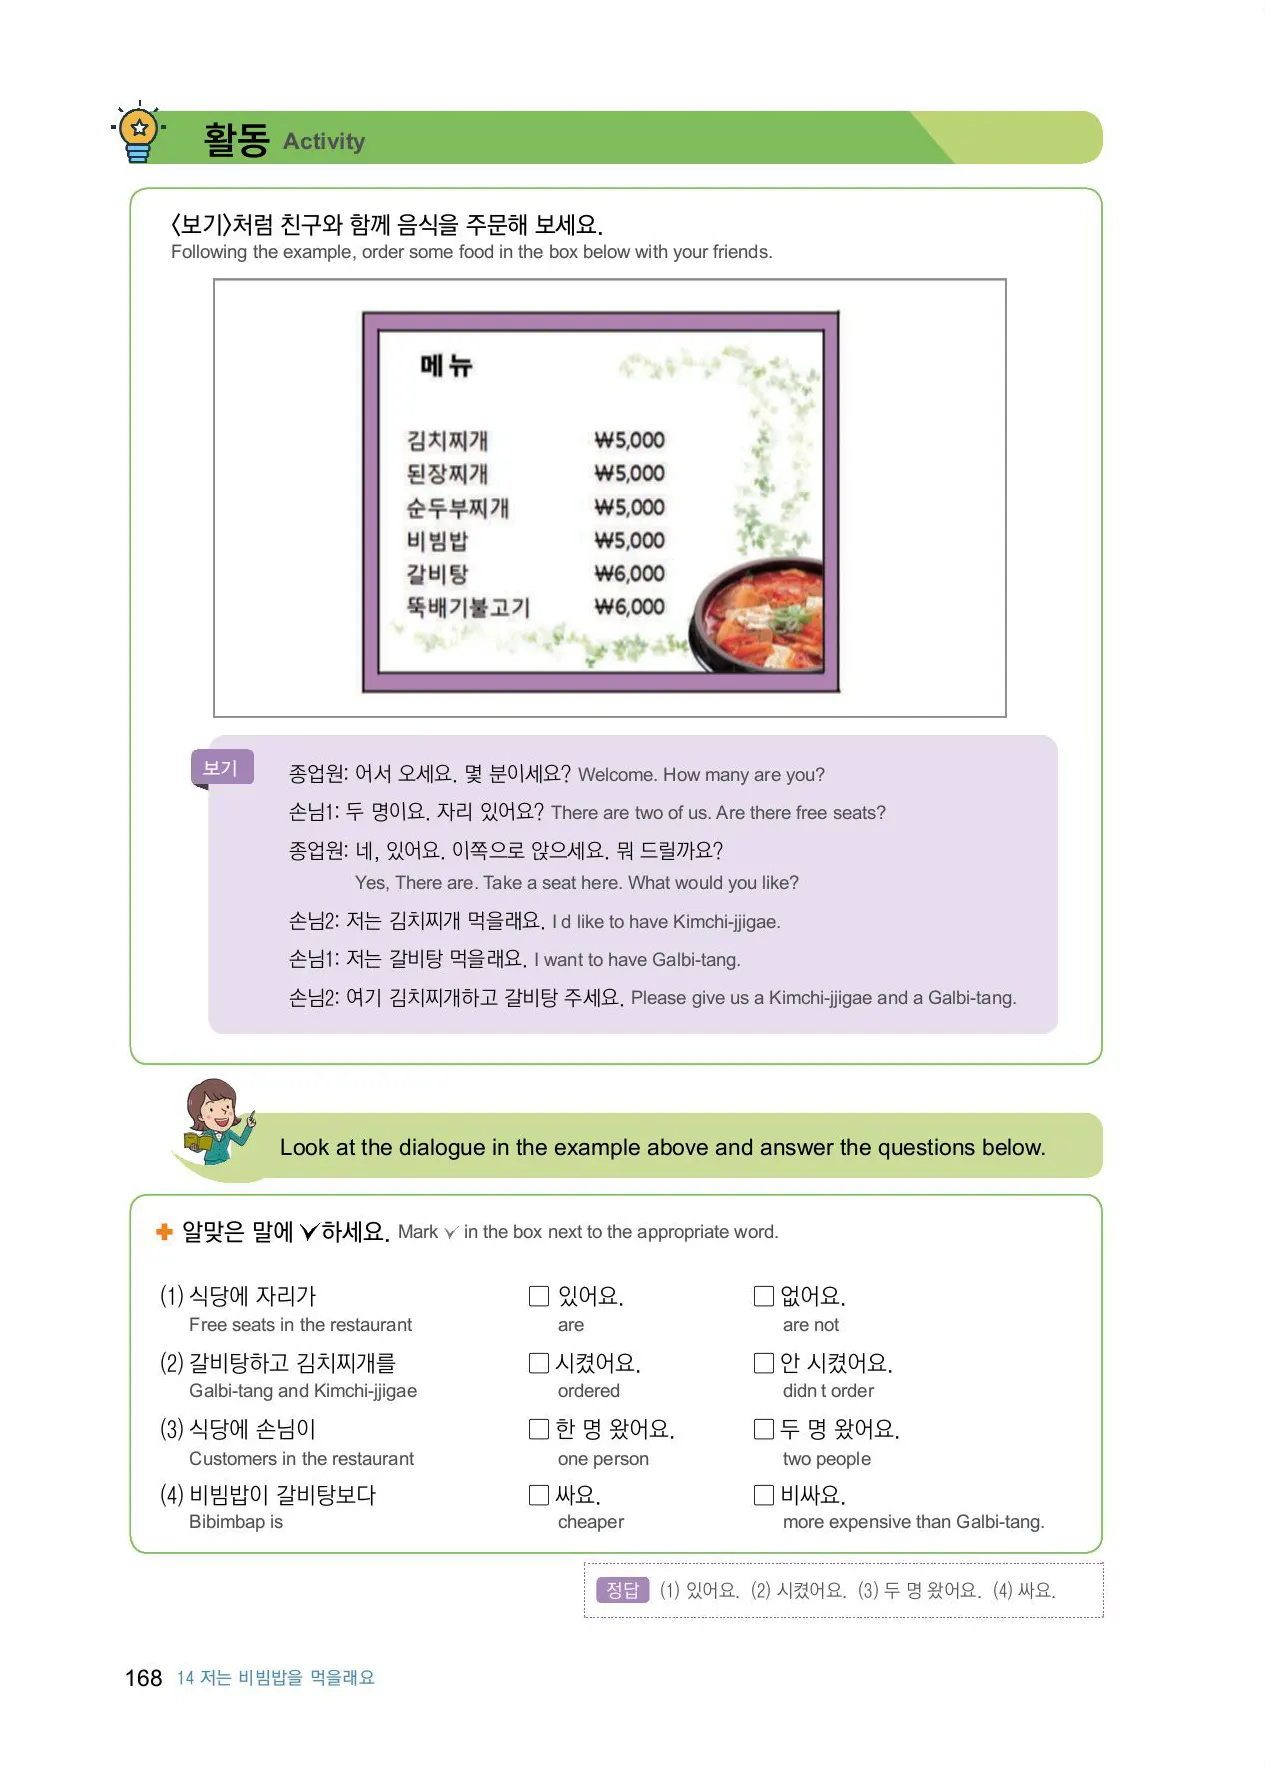 활동 Activity
〈보기〉처럼 친구와 함께 음식을 주문해 보세요.
Following the example, order some food in the box below with your friends.
메뉴
김치찌개 ₩5,000
된장찌개 ₩5,000
순두부찌개 ₩5,000
비빔밥 ₩5,000
갈비탕 ₩6,000
뚝배기불고기 ₩6,000
보기
종업원: 어서 오세요. 몇 분이세요? Welcome. How many are you?
손님1: 두 명이요. 자리 있어요? There are two of us. Are there free seats?
종업원: 네, 있어요. 이쪽으로 앉으세요. 뭐 드릴까요?
Yes, There are. Take a seat here. What would you like?
손님2: 저는 김치찌개 먹을래요. I d like to have Kimchi-jjigae.
손님1: 저는 갈비탕 먹을래요. I want to have Galbi-tang.
손님2: 여기 김치찌개하고 갈비탕 주세요. Please give us a Kimchi-jjigae and a Galbi-tang.
Look at the dialogue in the example above and answer the questions below.
알맞은 말에 ✓하세요. Mark ✓ in the box next to the appropriate word.
(1) 식당에 자리가 □ 있어요. □ 없어요.
Free seats in the restaurant are are not
(2) 갈비탕하고 김치찌개를 □ 시켰어요. □ 안 시켰어요.
Galbi-tang and Kimchi-jjigae ordered didn t order
(3) 식당에 손님이 □ 한 명 왔어요. □ 두 명 왔어요.
Customers in the restaurant one person two people
(4) 비빔밥이 갈비탕보다 □ 싸요. □ 비싸요.
Bibimbap is cheaper more expensive than Galbi-tang.
정답 (1) 있어요. (2) 시켰어요. (3) 두 명 왔어요. (4) 싸요.
168 14 저는 비빔밥을 먹을래요